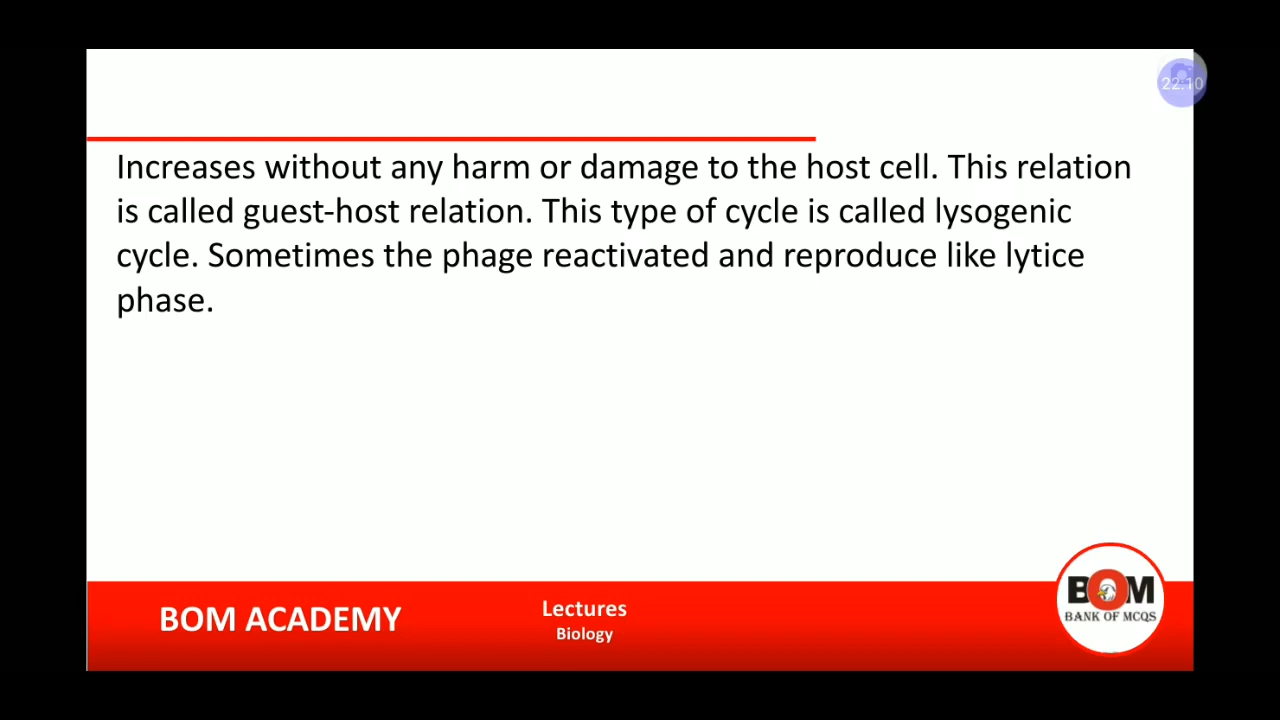 22:10
Increases without any harm or damage to the host cell. This relation
is called guest-host relation. This type of cycle is called lysogenic
cycle. Sometimes the phage reactivated and reproduce like lytice
phase.
BOM ACADEMY
Lectures
Biology
BOM
BANK OF MCQS